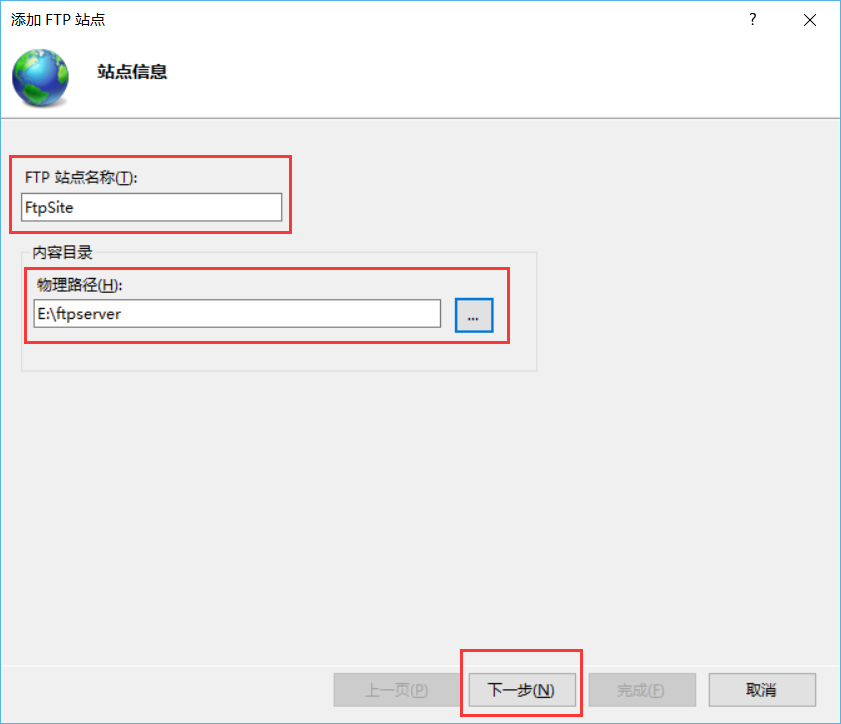 添加 FTP 站点
?
站点信息
FTP 站点名称(T):
FtpSite
内容目录
物理路径(H):
E:\ftpserver
...
上一页(P) 下一步(N) 完成(F) 取消